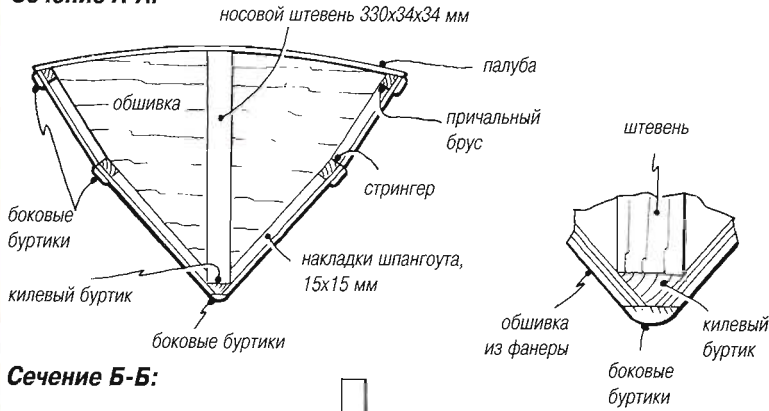 Сечение А-А:
носовой штевень 330х34х34 мм
палуба
обшивка
причальный
брус
стрингер
боковые
буртики
накладки шпангоута,
15х15 мм
килевый буртик
боковые буртики
штевень
обшивка
из фанеры
килевый
буртик
боковые
буртики
Сечение Б-Б: